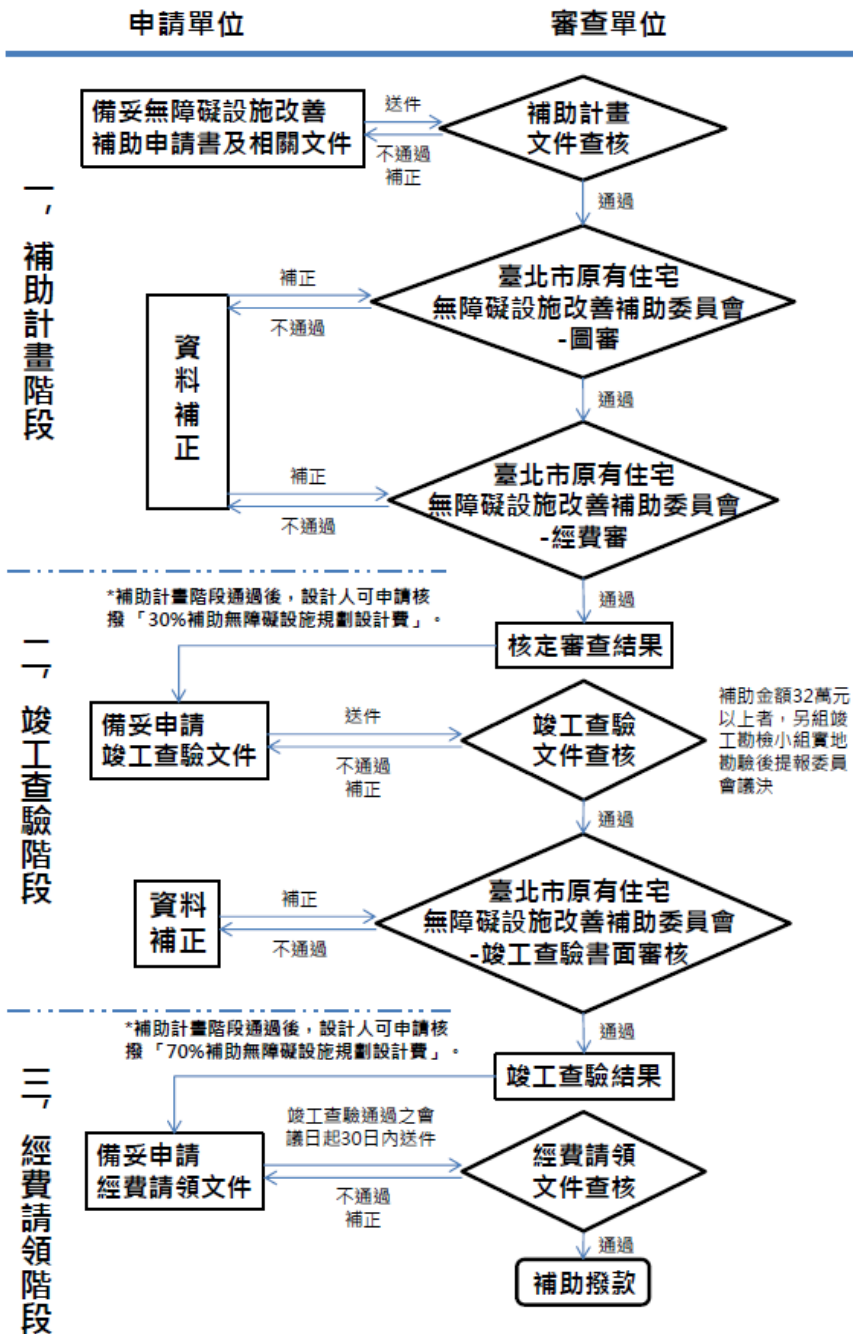 申請單位
審查單位
一，補助計畫階段
備妥無障礙設施改善
補助申請書及相關文件
送件
不通過
補正
補助計畫
文件查核
通過
臺北市原有住宅
無障礙設施改善補助委員會
-圖審
補正
不通過
資料補正
通過
臺北市原有住宅
無障礙設施改善補助委員會
-經費審
補正
不通過
通過
*補助計畫階段通過後，設計人可申請核
撥「30%補助無障礙設施規劃設計費」。
核定審查結果
二，竣工查驗階段
備妥申請
竣工查驗文件
送件
不通過
補正
竣工查驗
文件查核
補助金額32萬元
以上者，另組竣
工勘檢小組實地
勘驗後提報委員
會議決
通過
臺北市原有住宅
無障礙設施改善補助委員會
-竣工查驗書面審核
資料
補正
補正
不通過
通過
*補助計畫階段通過後，設計人可申請核
撥「70%補助無障礙設施規劃設計費」。
竣工查驗結果
三，經費請領階段
備妥申請
經費請領文件
竣工查驗通過之會
議日起30日內送件
不通過
補正
經費請領
文件查核
通過
補助撥款